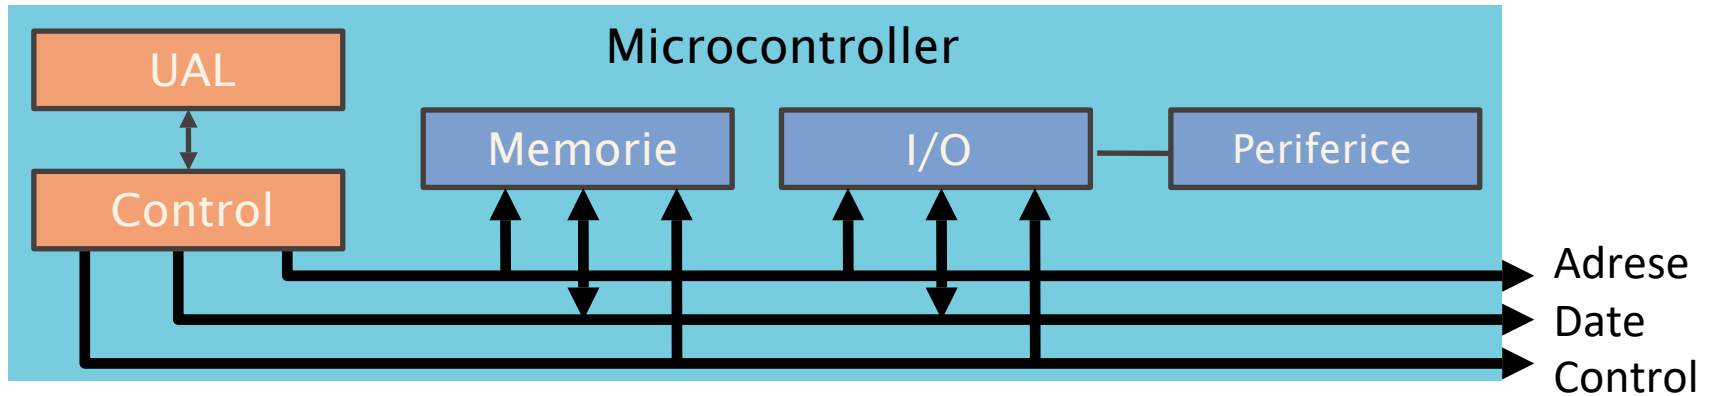 Microcontroller
UAL
Memorie
I/O
Periferice
Control
Adrese
Date
Control